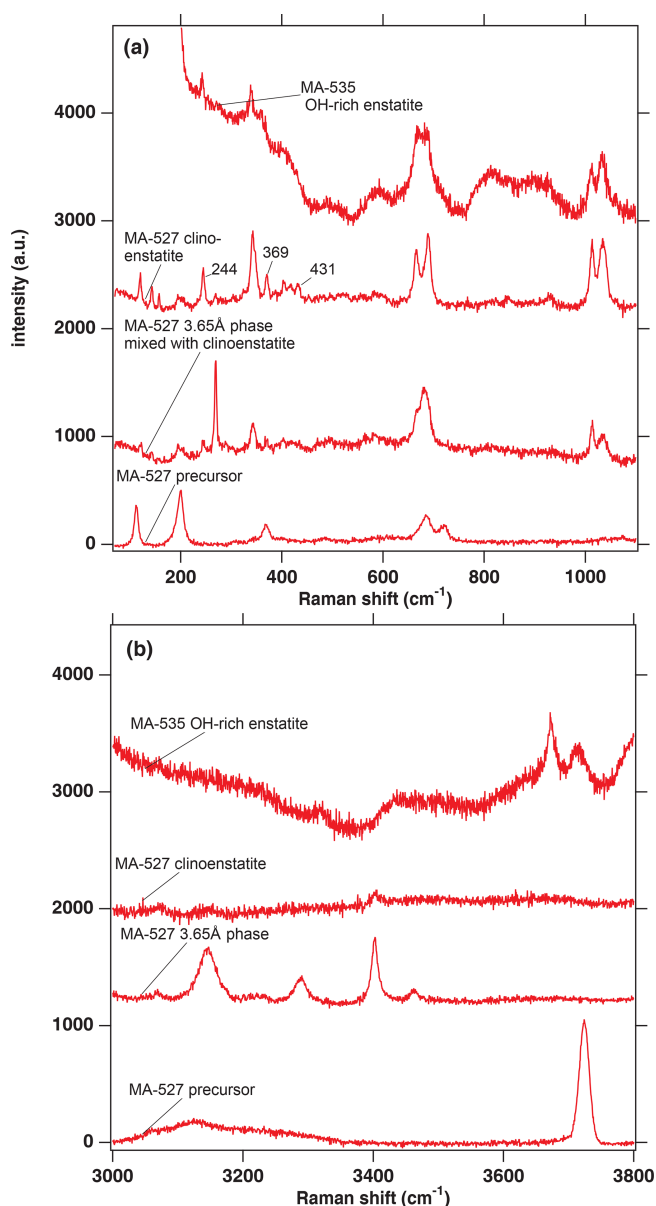 (a)
MA-535
OH-rich enstatite
4000
3000
MA-527 clino-
enstatite
244
369
431
2000
MA-527 3.65Å phase
mixed with clinoenstatite
1000
MA-527 precursor
0
intensity (a.u.)
200 400 600 800 1000
Raman shift (cm-1)
(b)
4000
MA-535 OH-rich enstatite
3000
MA-527 clinoenstatite
2000
MA-527 3.65Å phase
1000
MA-527 precursor
0
3000 3200 3400 3600 3800
Raman shift (cm-1)